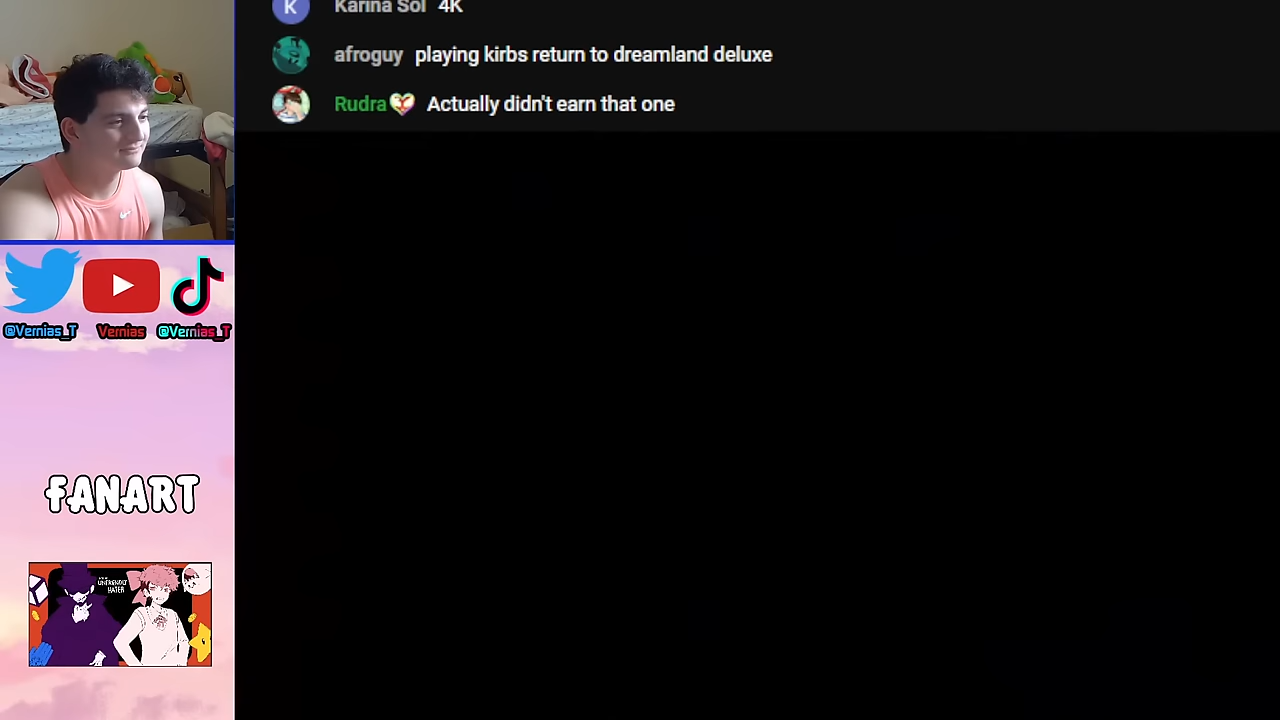 Karina Sol 4K
afroguy playing kirbs return to dreamland deluxe
Rudra Actually didn't earn that one
@Vernias_T Vernias @Vernias_T
FANART
HATER